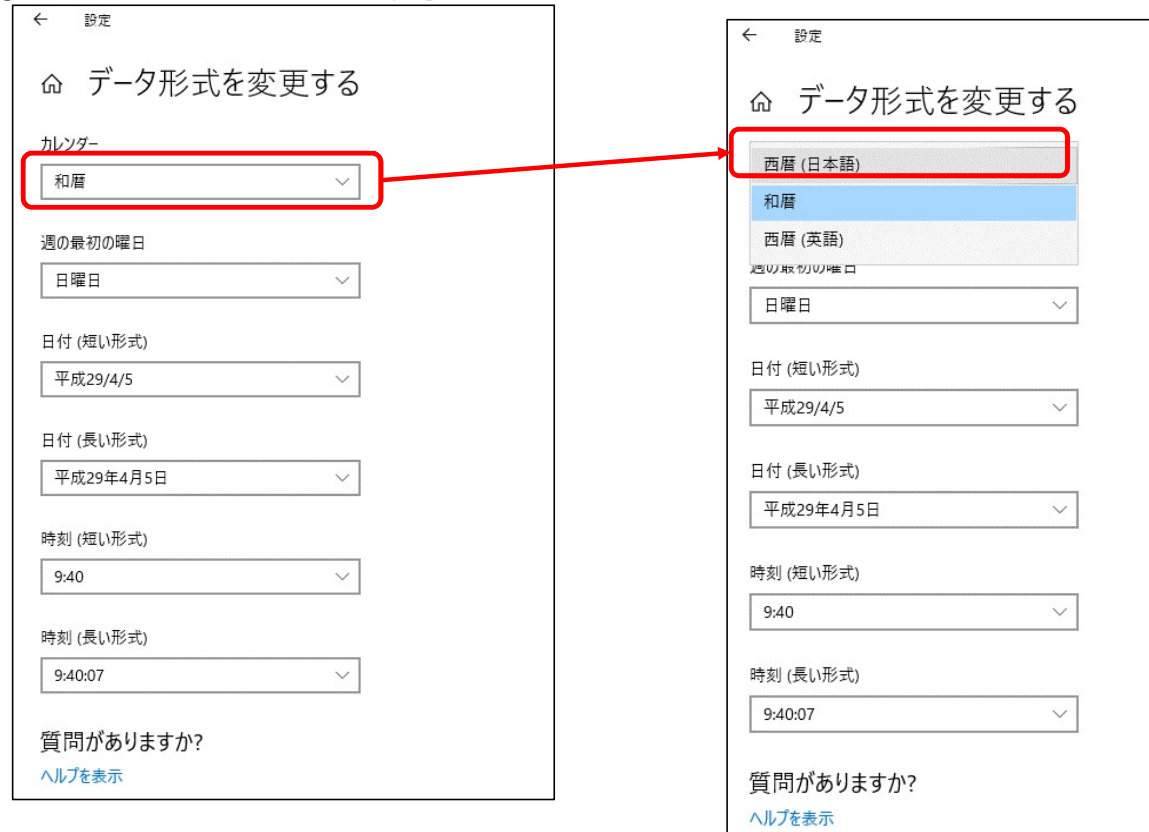 設定
データ形式を変更する
カレンダー
和暦
週の最初の曜日
日曜日
日付 (短い形式)
平成29/4/5
日付 (長い形式)
平成29年4月5日
時刻 (短い形式)
9:40
時刻 (長い形式)
9:40:07
質問がありますか?
ヘルプを表示
設定
データ形式を変更する
西暦 (日本語)
和暦
西暦 (英語)
週の最初の曜日
日曜日
日付 (短い形式)
平成29/4/5
日付 (長い形式)
平成29年4月5日
時刻 (短い形式)
9:40
時刻 (長い形式)
9:40:07
質問がありますか?
ヘルプを表示